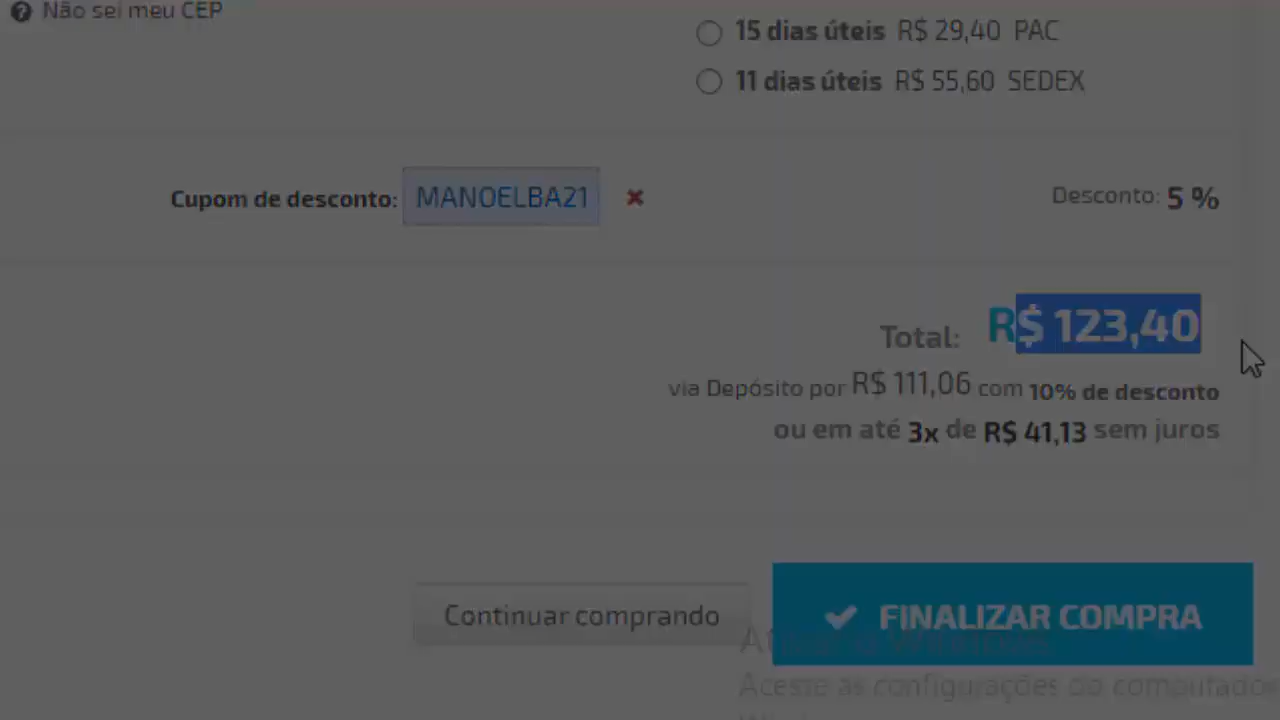 Não sei meu CEP
15 dias úteis R$ 29,40 PAC
11 dias úteis R$ 55,60 SEDEX
Cupom de desconto: MANOELBA21
Desconto: 5 %
Total: R$ 123,40
via Depósito por R$ 111,06 com 10% de desconto
ou em até 3x de R$ 41,13 sem juros
Continuar comprando
FINALIZAR COMPRA
Ativar o Windows
Acesse as configurações do computador